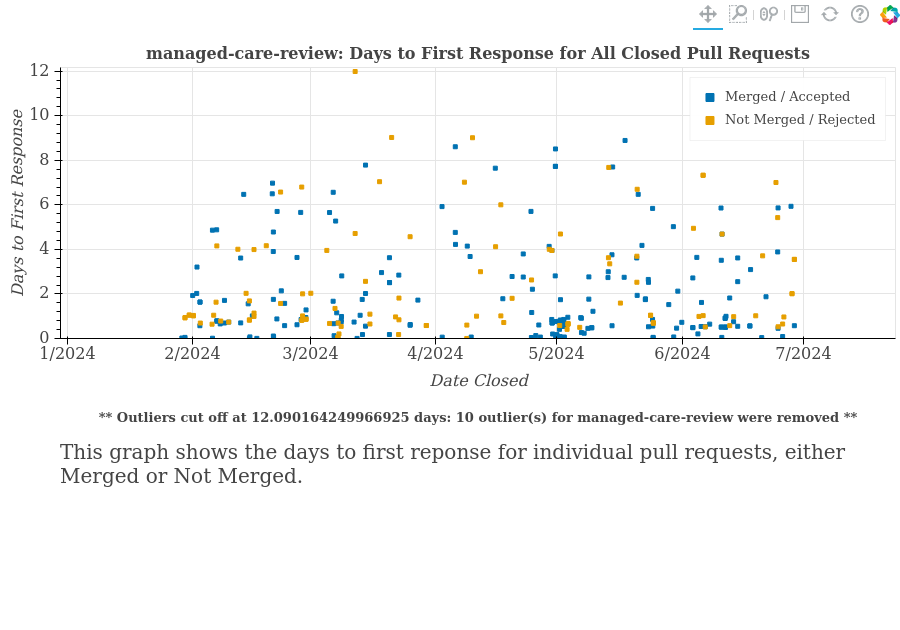 managed-care-review: Days to First Response for All Closed Pull Requests
12
10
8
6
4
2
0
Days to First Response
Merged / Accepted
Not Merged / Rejected
1/2024 2/2024 3/2024 4/2024 5/2024 6/2024 7/2024
Date Closed
** Outliers cut off at 12.090164249966925 days: 10 outlier(s) for managed-care-review were removed **
This graph shows the days to first reponse for individual pull requests, either
Merged or Not Merged.